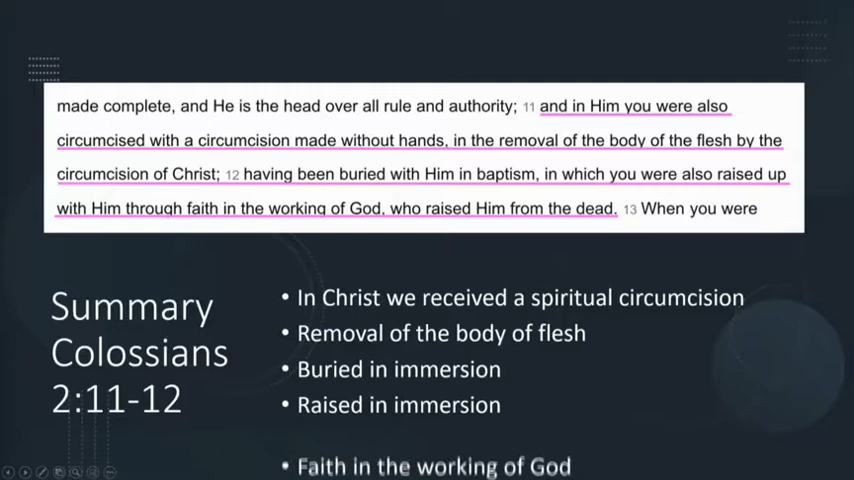 made complete, and He is the head over all rule and authority; 11 and in Him you were also
circumcised with a circumcision made without hands, in the removal of the body of the flesh by the
circumcision of Christ; 12 having been buried with Him in baptism, in which you were also raised up
with Him through faith in the working of God, who raised Him from the dead. 13 When you were
Summary
Colossians
2:11-12
• In Christ we received a spiritual circumcision
• Removal of the body of flesh
• Buried in immersion
• Raised in immersion
• Faith in the working of God